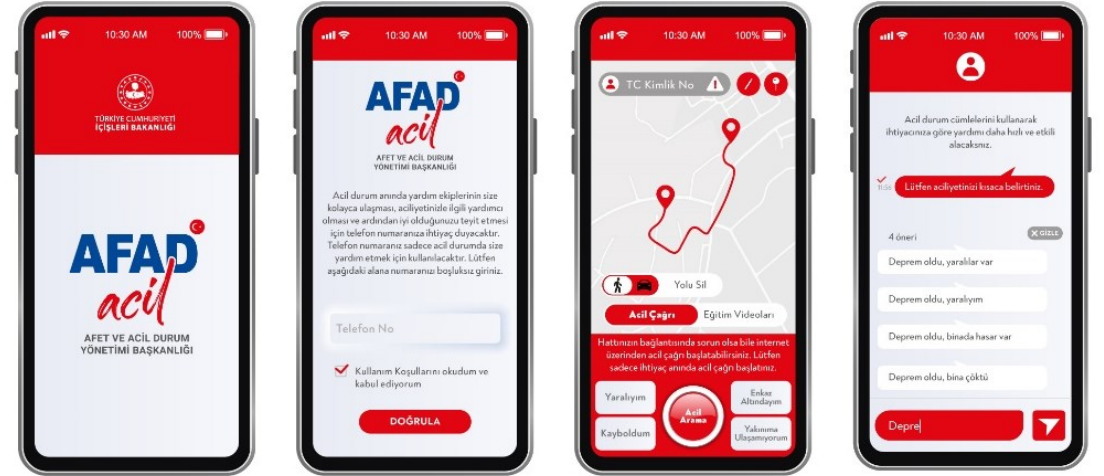 10:30 AM
100%
TÜRKİYE CUMHURİYETİ
İÇİŞLERİ BAKANLIĞI
AFAD
acil
AFET VE ACİL DURUM
YÖNETİMİ BAŞKANLIĞI
10:30 AM
100%
AFAD
acil
AFET VE ACİL DURUM
YÖNETİMİ BAŞKANLIĞI
Acil durum anında yardım ekiplerinin size
kolayca ulaşması, aciliyetinizle ilgili yardımcı
olması ve ardından iyi olduğunuzu teyit etmesi
için telefon numaranıza ihtiyaç duyacaktır.
Telefon numaranız sadece acil durumda size
yardım etmek için kullanılacaktır. Lütfen
aşağıdaki alana numaranızı boşluksız giriniz.
Telefon No
Kullanım Koşullarını okudum ve
kabul ediyorum
DOĞRULA
10:30 AM
100%
TC Kimlik No
Yolu Sil
Acil Çağrı
Eğitim Videoları
Hattınızın bağlantısında sorun olsa bile internet
üzerinden acil çağrı başlatabilirsiniz. Lütfen
sadece ihtiyaç anında acil çağrı başlatınız.
Yaralıyım
Enkaz
Altındayım
Acil
Arama
Kayboldum
Yakınıma
Ulaşamıyorum
10:30 AM
100%
Acil durum cümlelerini kullanarak
ihtiyacınıza göre yardımı daha hızlı ve etkili
alacaksınız.
11:56
Lütfen aciliyetinizi kısaca belirtiniz.
4 öneri
X GİZLE
Deprem oldu, yaralılar var
Deprem oldu, yaralıyım
Deprem oldu, binada hasar var
Deprem oldu, bina çöktü
Depre